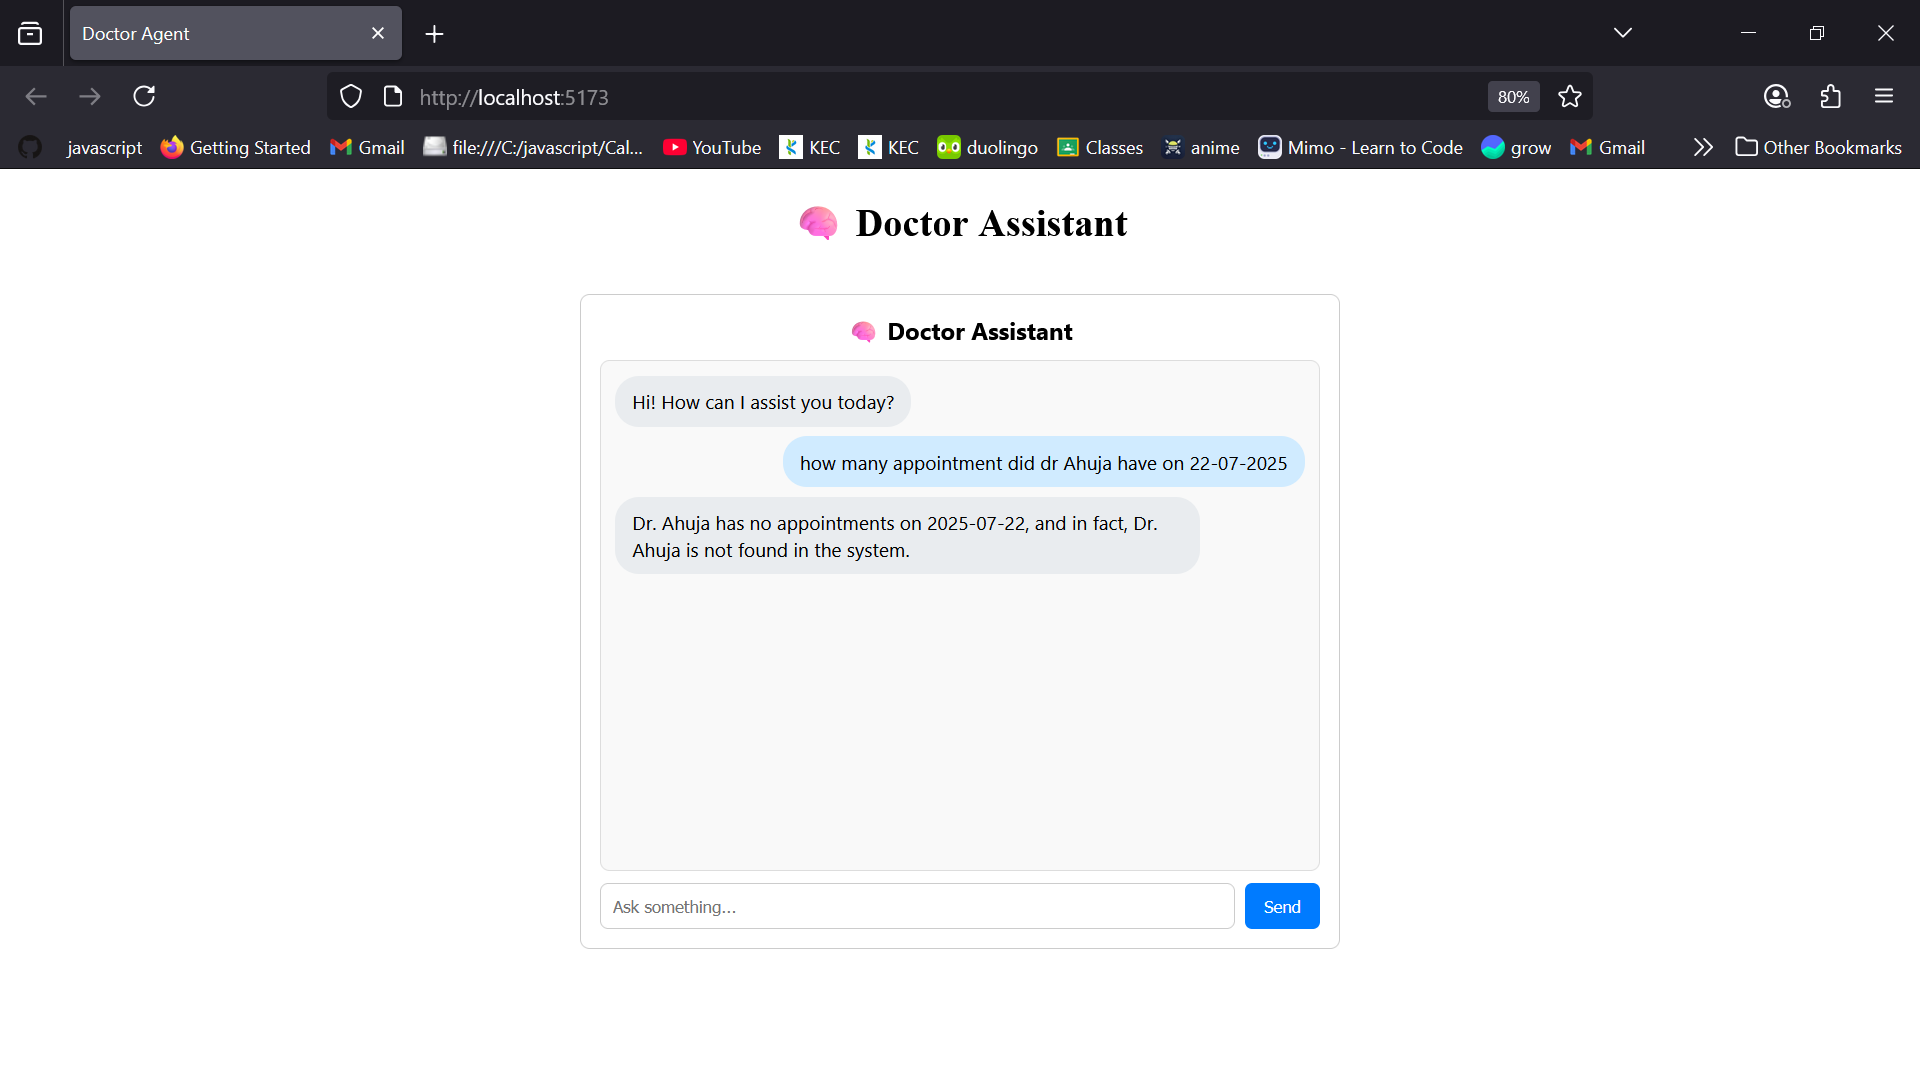 Doctor Agent
http://localhost:5173
80%
javascript
Getting Started
Gmail
file:///C:/javascript/Cal...
YouTube
KEC
KEC
duolingo
Classes
anime
Mimo - Learn to Code
grow
Gmail
Other Bookmarks
Doctor Assistant
Doctor Assistant
Hi! How can I assist you today?
how many appointment did dr Ahuja have on 22-07-2025
Dr. Ahuja has no appointments on 2025-07-22, and in fact, Dr.
Ahuja is not found in the system.
Ask something...
Send